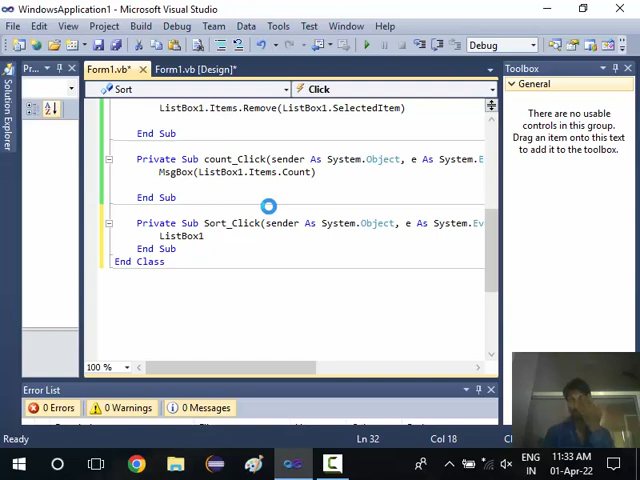 WindowsApplication1 - Microsoft Visual Studio
File Edit View Project Build Debug Team Data Tools Test Window Help
Debug
Pr...
Form1.vb* Form1.vb [Design]*
Toolbox
Solution Explorer
Sort Click
General
There are no usable
controls in this group.
Drag an item onto this text
to add it to the toolbox.
ListBox1.Items.Remove(ListBox1.SelectedItem)
End Sub
Private Sub count_Click(sender As System.Object, e As System.Ev
MsgBox(ListBox1.Items.Count)
End Sub
Private Sub Sort_Click(sender As System.Object, e As System.Ev
ListBox1
End Sub
End Class
100 %
Error List
0 Errors 0 Warnings 0 Messages
Ready Ln 32 Col 18 Ch
ENG 11:33 AM
IN 01-Apr-22